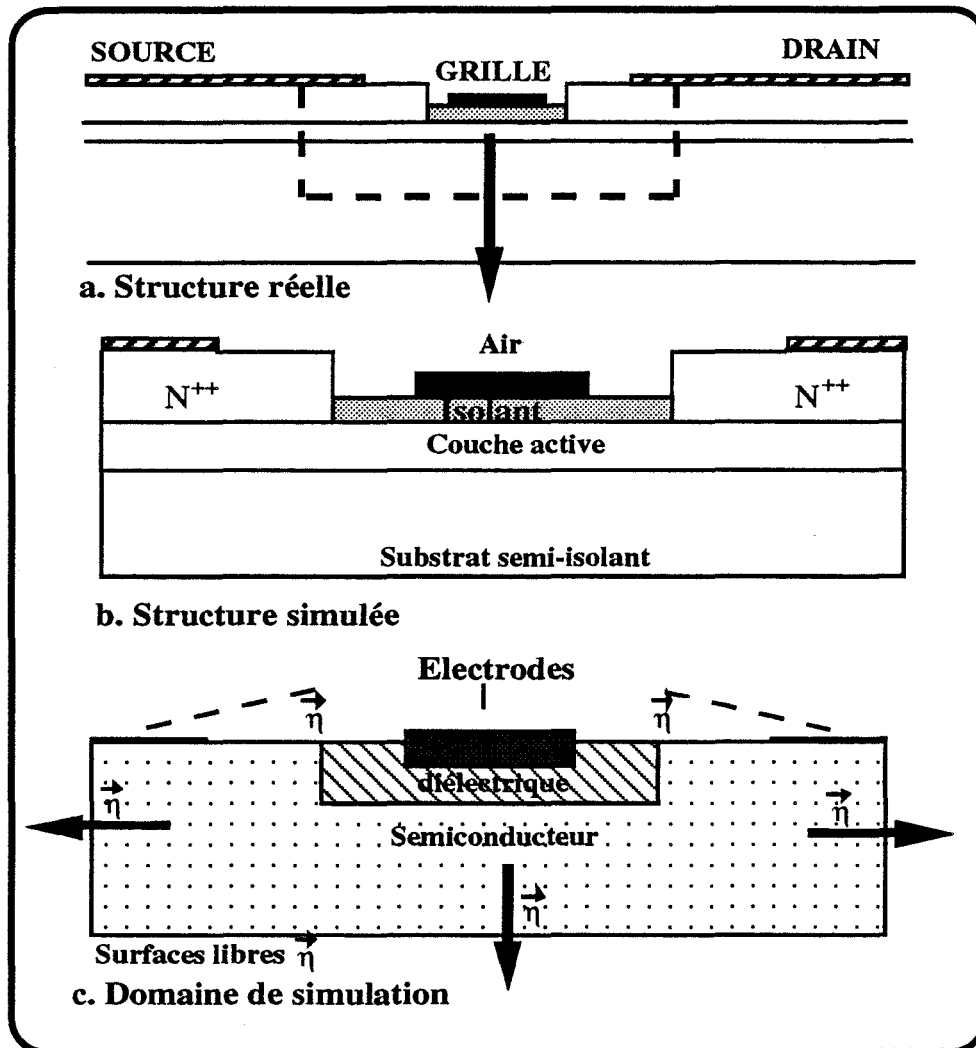 SOURCE
DRAIN
GRILLE
a. Structure réelle
Air
N++
N++
Isolant
Couche active
Substrat semi-isolant
b. Structure simulée
Electrodes
η
η
diélectrique
η
η
Semiconducteur
η
Surfaces libres η
c. Domaine de simulation